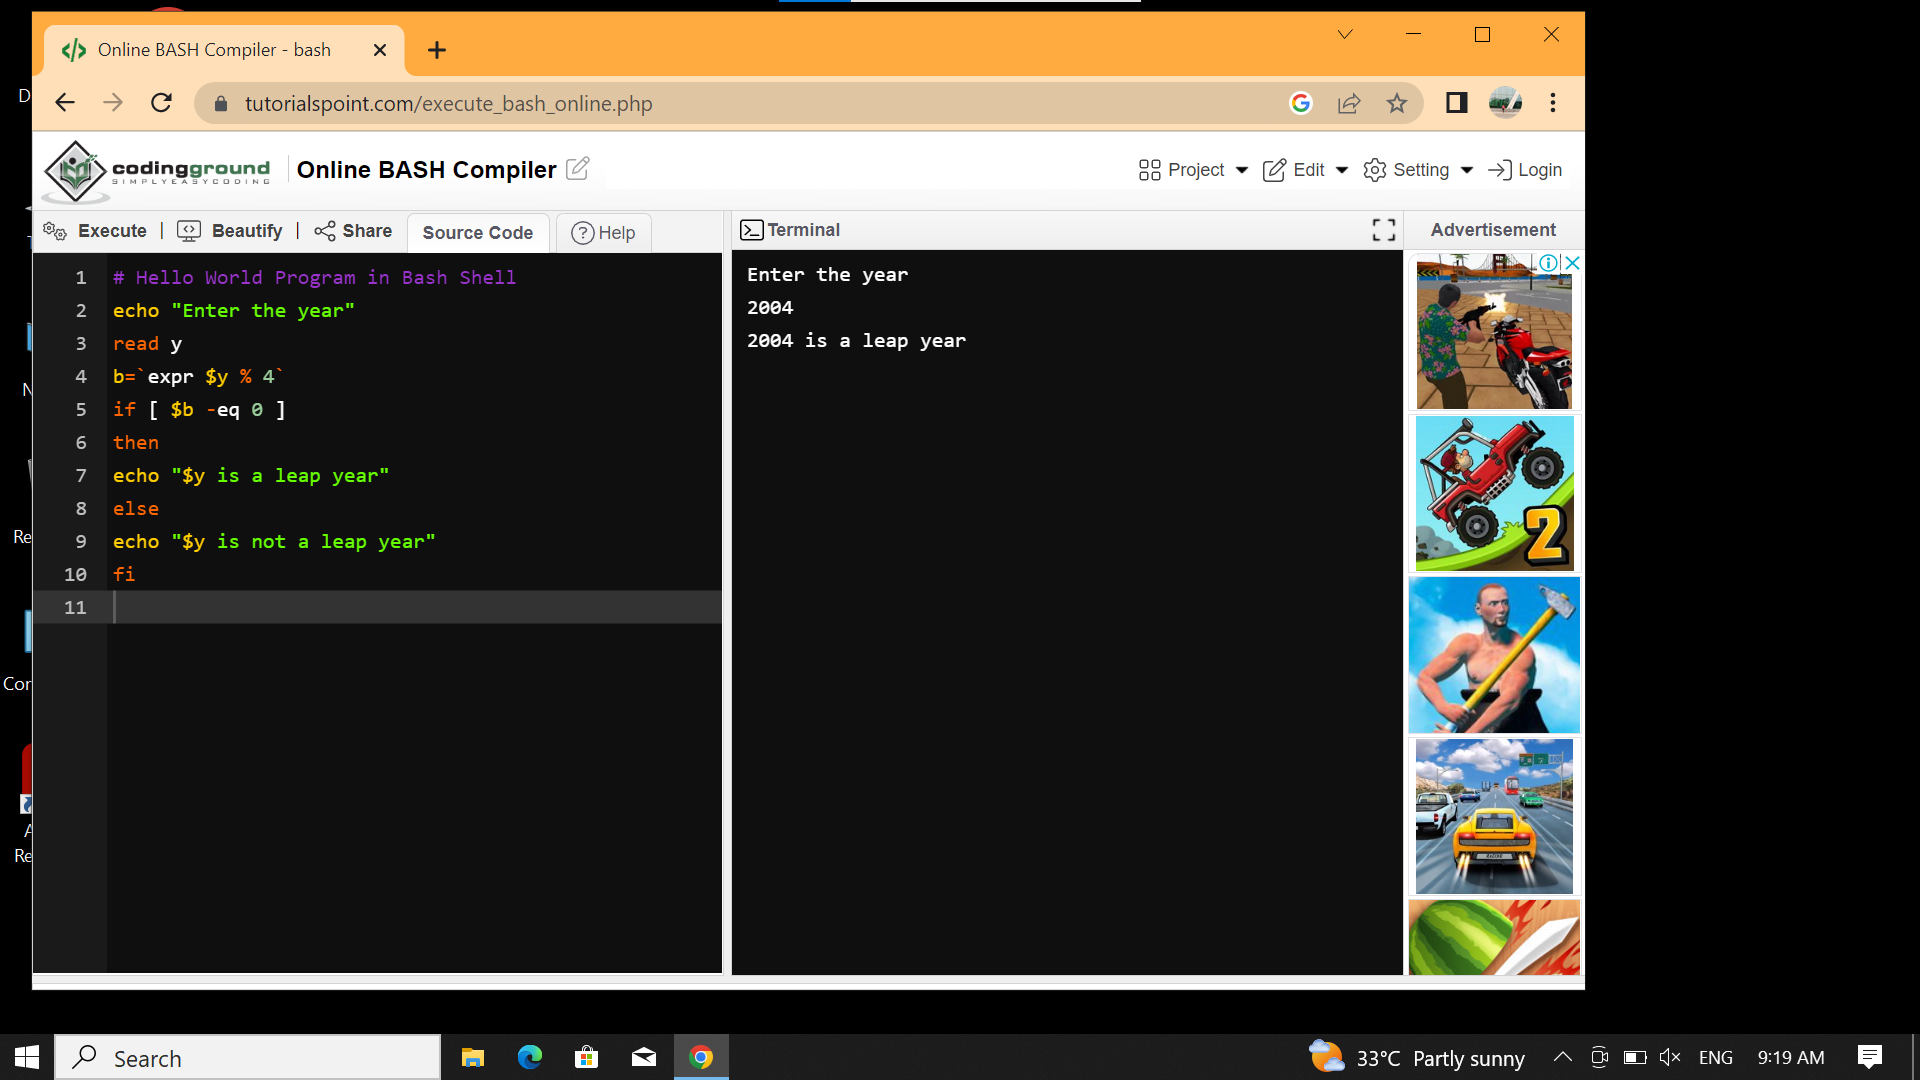 Online BASH Compiler - bash
tutorialspoint.com/execute_bash_online.php
codingground
SIMPLYEASYCODING
Online BASH Compiler
Project
Edit
Setting
Login
Execute | Beautify | Share
Source Code
Help
Terminal
Advertisement
1 # Hello World Program in Bash Shell
2 echo "Enter the year"
3 read y
4 b=`expr $y % 4`
5 if [ $b -eq 0 ]
6 then
7 echo "$y is a leap year"
8 else
9 echo "$y is not a leap year"
10 fi
11
Enter the year
2004
2004 is a leap year
2
D
N
Re
Cor
A
Re
Search
33°C Partly sunny
ENG
9:19 AM